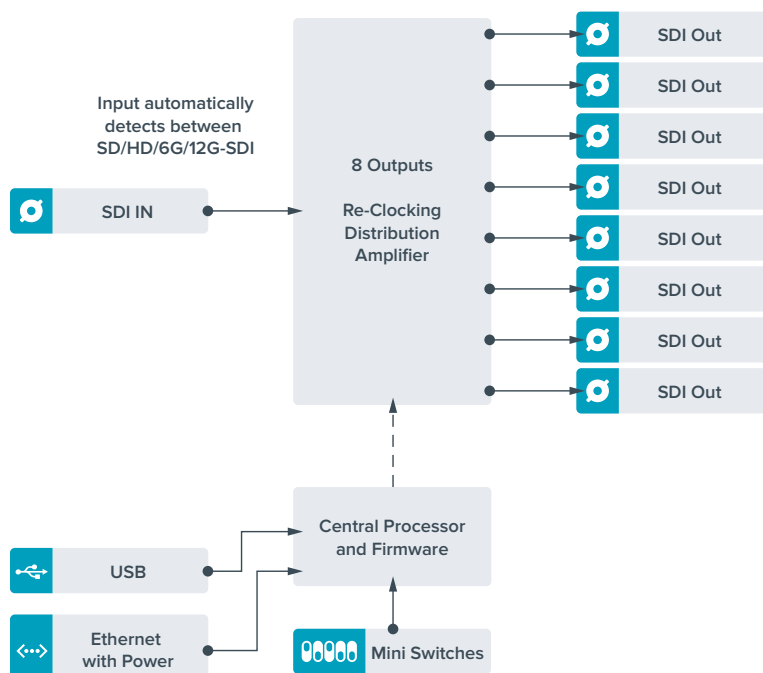 Input automatically
detects between
SD/HD/6G/12G-SDI
SDI IN
8 Outputs
Re-Clocking
Distribution
Amplifier
SDI Out
SDI Out
SDI Out
SDI Out
SDI Out
SDI Out
SDI Out
SDI Out
Central Processor
and Firmware
USB
Ethernet
with Power
Mini Switches